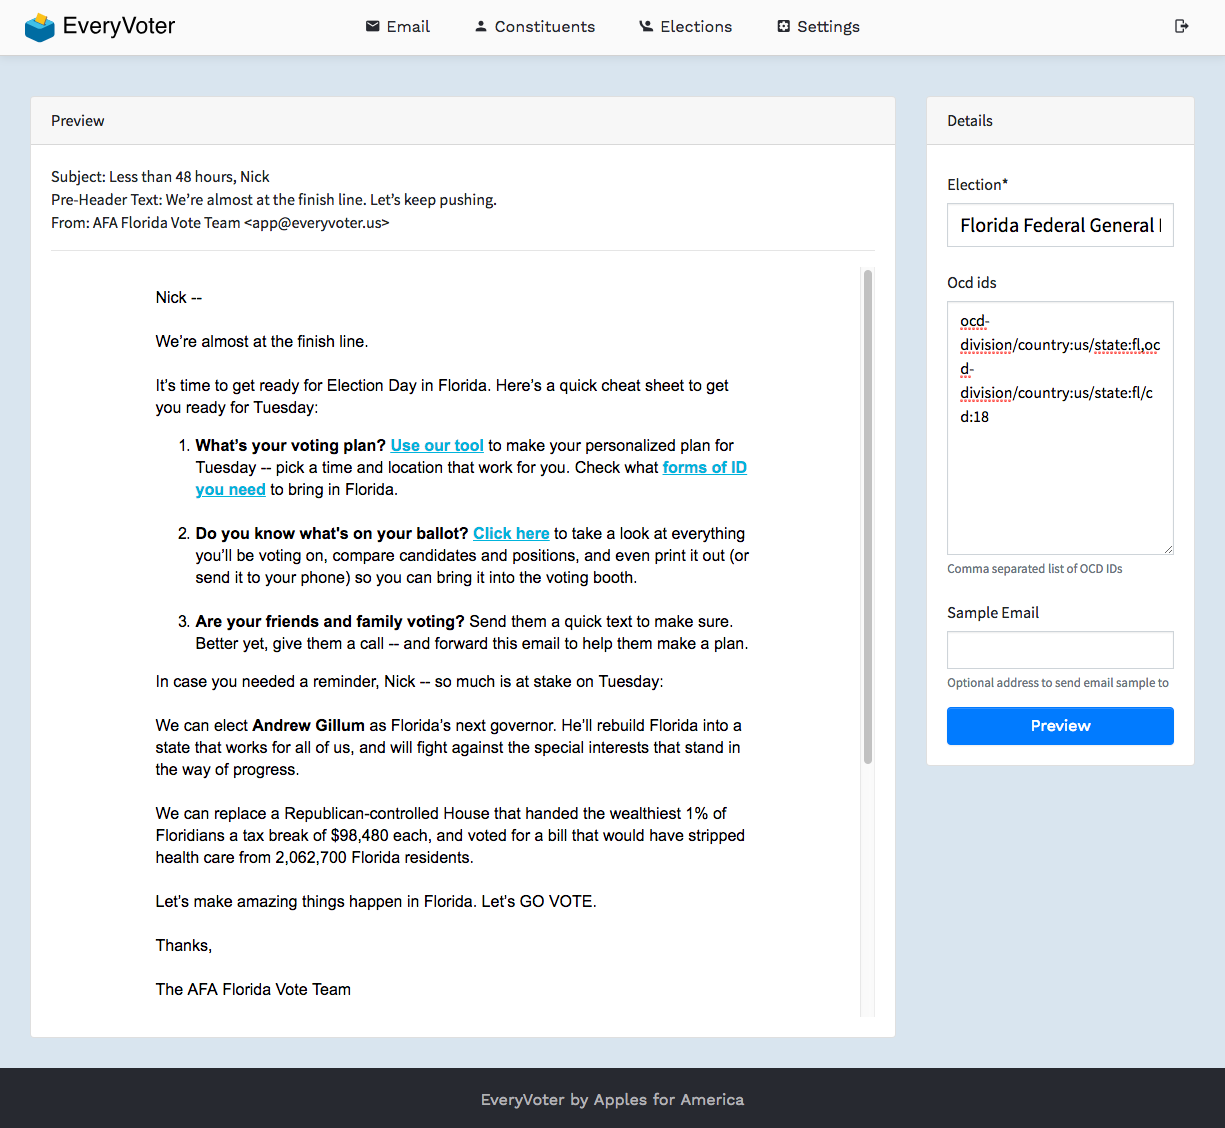 EveryVoter
Email
Constituents
Elections
Settings
Preview
Subject: Less than 48 hours, Nick
Pre-Header Text: We’re almost at the finish line. Let’s keep pushing.
From: AFA Florida Vote Team <app@everyvoter.us>
Nick --
We’re almost at the finish line.
It’s time to get ready for Election Day in Florida. Here’s a quick cheat sheet to get
you ready for Tuesday:
1. What’s your voting plan? Use our tool to make your personalized plan for
Tuesday -- pick a time and location that work for you. Check what forms of ID
you need to bring in Florida.
2. Do you know what's on your ballot? Click here to take a look at everything
you’ll be voting on, compare candidates and positions, and even print it out (or
send it to your phone) so you can bring it into the voting booth.
3. Are your friends and family voting? Send them a quick text to make sure.
Better yet, give them a call -- and forward this email to help them make a plan.
In case you needed a reminder, Nick -- so much is at stake on Tuesday:
We can elect Andrew Gillum as Florida’s next governor. He’ll rebuild Florida into a
state that works for all of us, and will fight against the special interests that stand in
the way of progress.
We can replace a Republican-controlled House that handed the wealthiest 1% of
Floridians a tax break of $98,480 each, and voted for a bill that would have stripped
health care from 2,062,700 Florida residents.
Let’s make amazing things happen in Florida. Let’s GO VOTE.
Thanks,
The AFA Florida Vote Team
Details
Election*
Florida Federal General
Ocd ids
ocd-
division/country:us/state:fl,oc
d-
division/country:us/state:fl/c
d:18
Comma separated list of OCD IDs
Sample Email
Optional address to send email sample to
Preview
EveryVoter by Apples for America